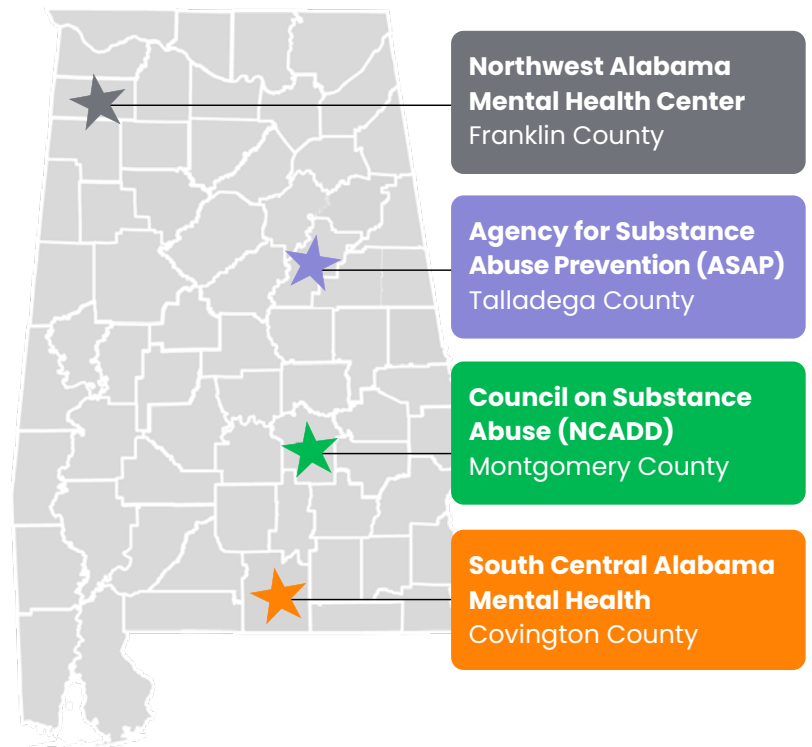 Northwest Alabama
Mental Health Center
Franklin County
Agency for Substance
Abuse Prevention (ASAP)
Talladega County
Council on Substance
Abuse (NCADD)
Montgomery County
South Central Alabama
Mental Health
Covington County